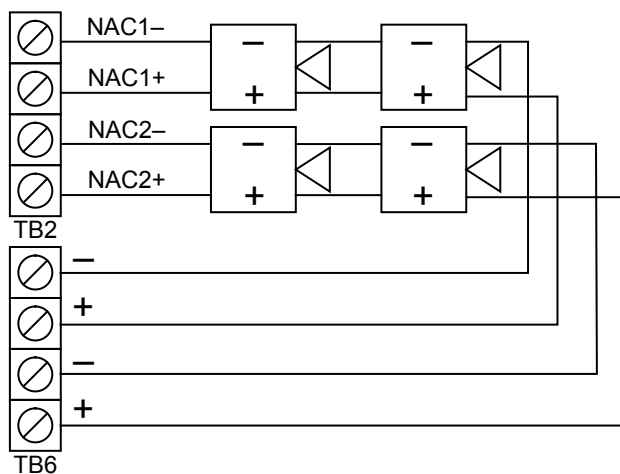 NAC1–
– –
NAC1+
+ +
NAC2–
– –
NAC2+
+ +
TB2
–
+
–
+
TB6